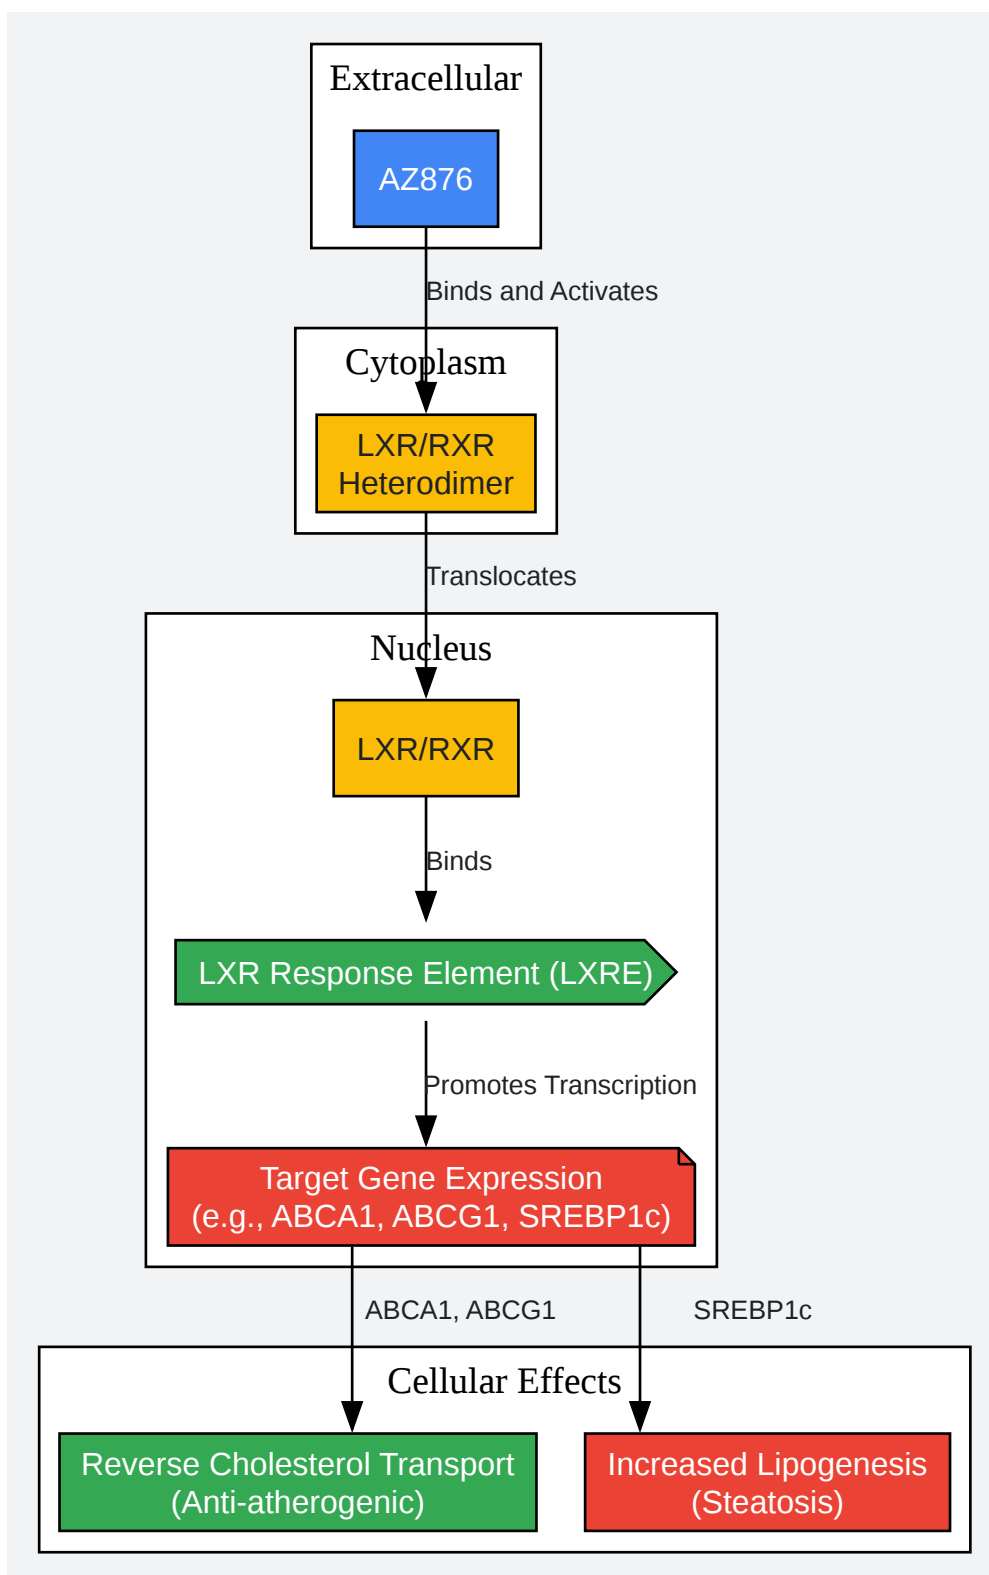 Extracellular
AZ876
Binds and Activates
Cytoplasm
LXR/RXR
Heterodimer
Translocates
Nucleus
LXR/RXR
Binds
LXR Response Element (LXRE)
Promotes Transcription
Target Gene Expression
(e.g., ABCA1, ABCG1, SREBP1c)
ABCA1, ABCG1
SREBP1c
Cellular Effects
Reverse Cholesterol Transport
(Anti-atherogenic)
Increased Lipogenesis
(Steatosis)